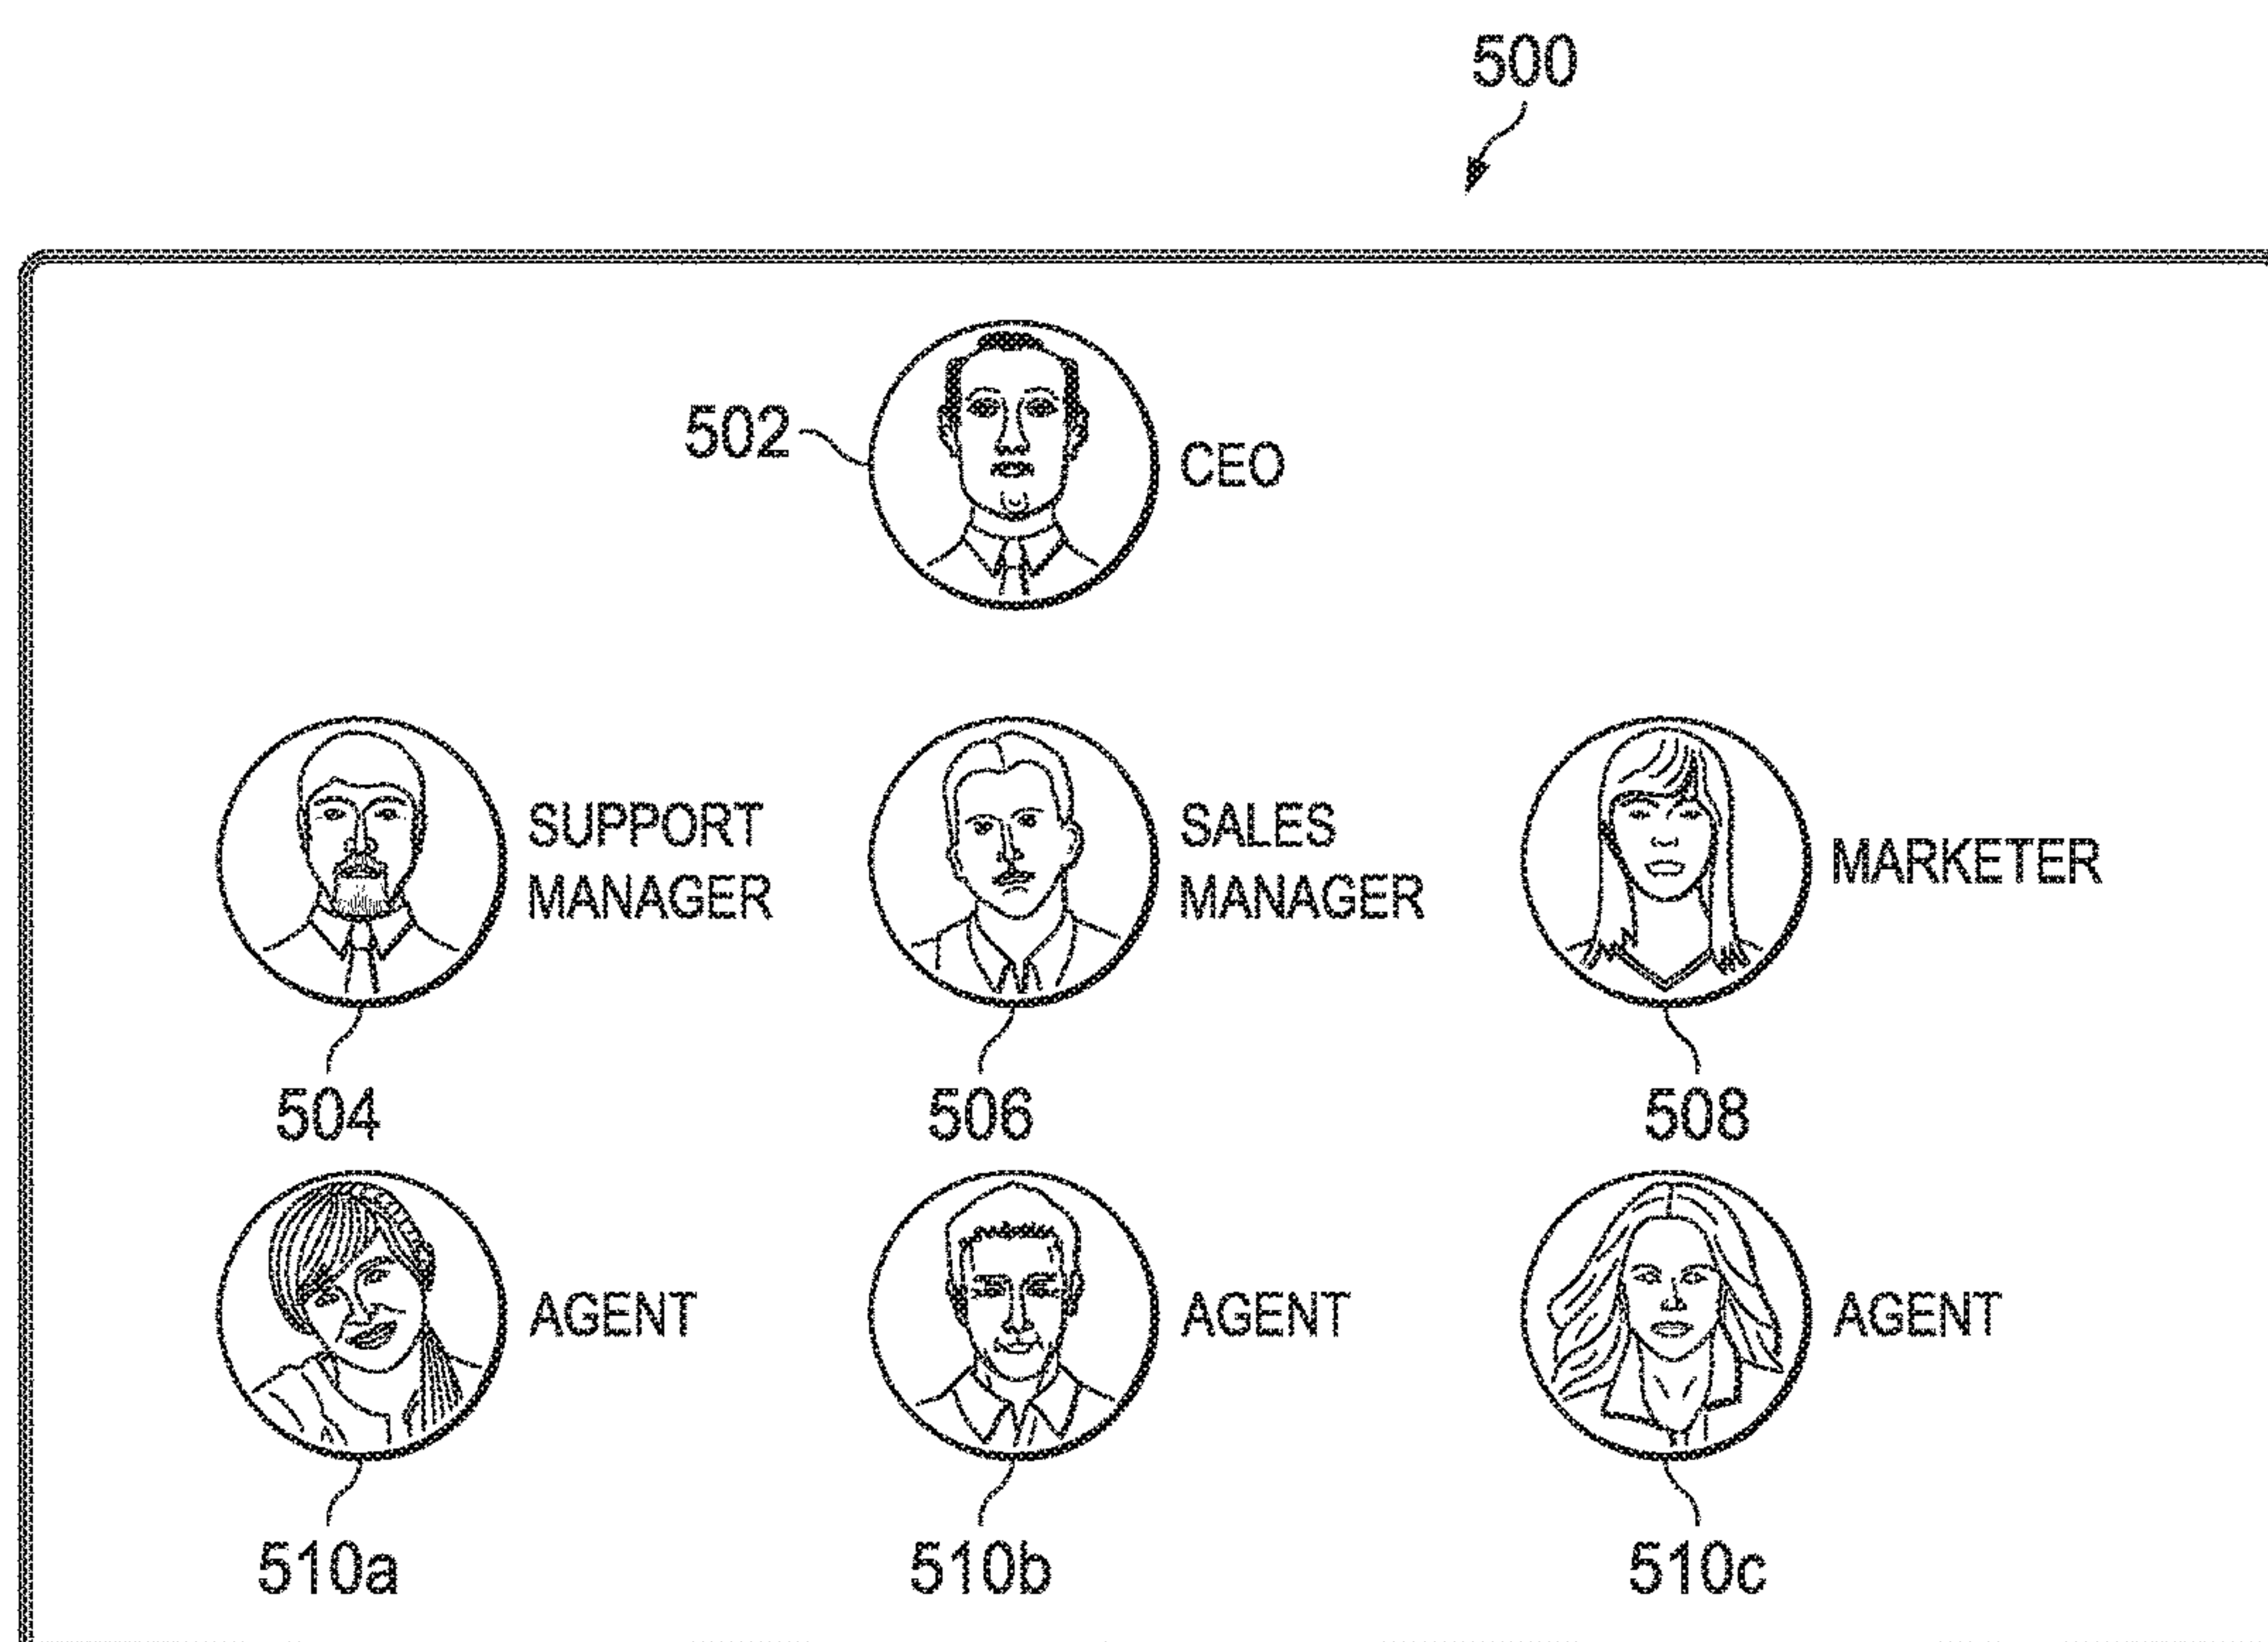 500
502
CEO
SUPPORT
MANAGER
SALES
MANAGER
MARKETER
504
506
508
AGENT
AGENT
AGENT
510a
510b
510c